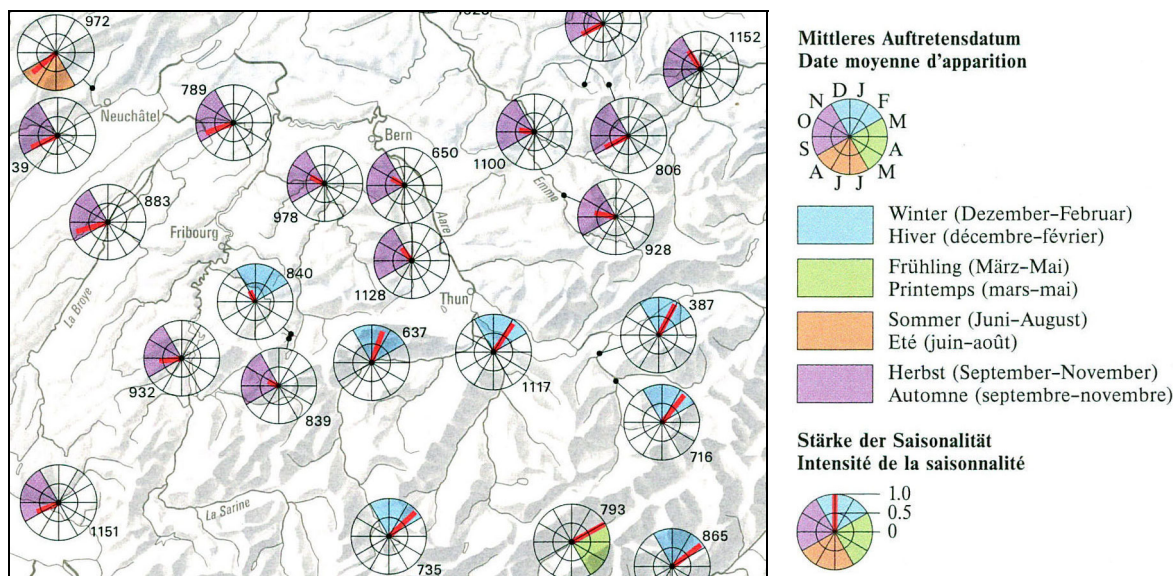 972
1152
Neuchâtel
789
39
Bern
1100
806
650
978
Emme
883
Aare
928
Fribourg
1128
840
La Broye
Thun
387
637
1117
932
839
716
La Sarine
1151
793
735
865
Mittleres Auftretensdatum
Date moyenne d'apparition
D J
N F
O M
S A
A M
J J
Winter (Dezember–Februar)
Hiver (décembre–février)
Frühling (März–Mai)
Printemps (mars–mai)
Sommer (Juni–August)
Eté (juin–août)
Herbst (September–November)
Automne (septembre–novembre)
Stärke der Saisonalität
Intensité de la saisonnalité
1.0
0.5
0